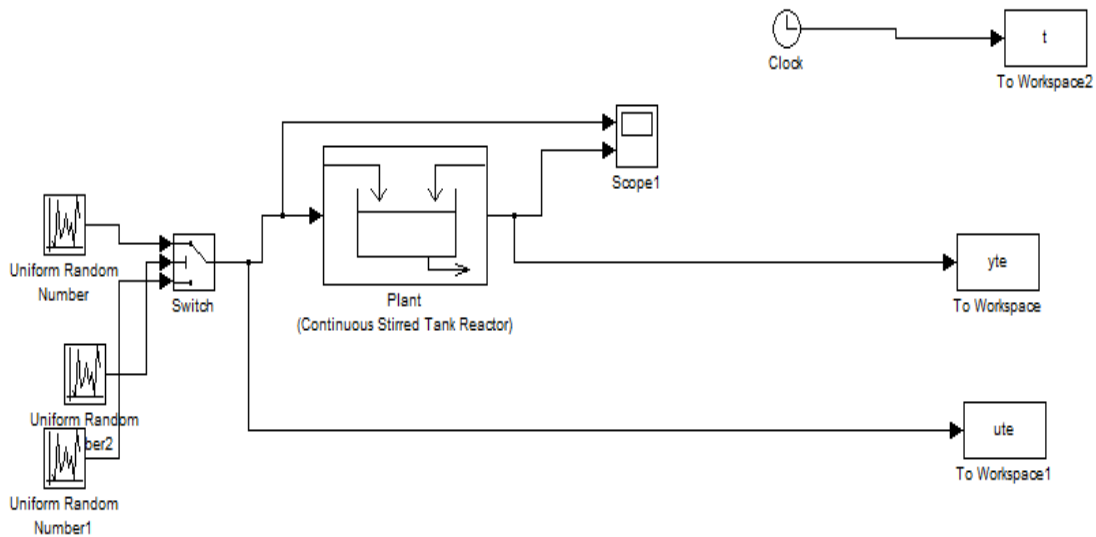 t
Clock
To Workspace2
Scope1
Uniform Random
Number
Switch
Plant
(Continuous Stirred Tank Reactor)
yte
To Workspace
Uniform Random
ber2
ute
To Workspace1
Uniform Random
Number1